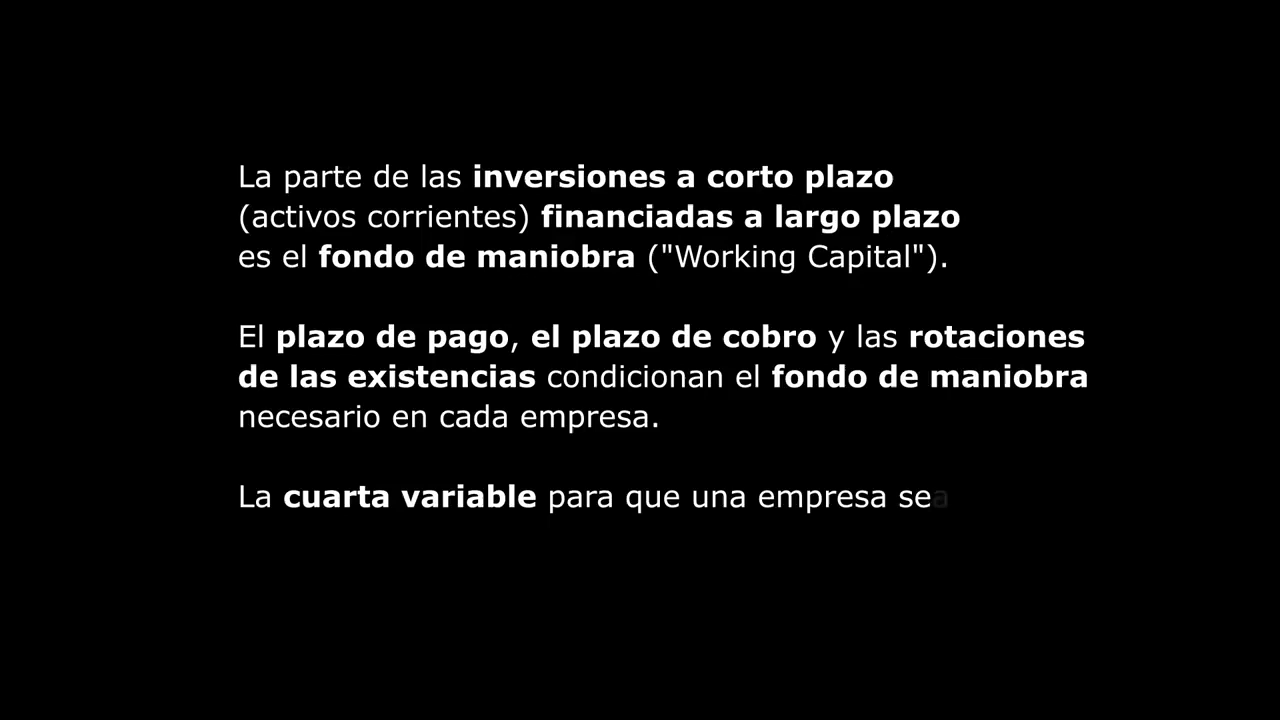 La parte de las inversiones a corto plazo
(activos corrientes) financiadas a largo plazo
es el fondo de maniobra ("Working Capital").
El plazo de pago, el plazo de cobro y las rotaciones
de las existencias condicionan el fondo de maniobra
necesario en cada empresa.
La cuarta variable para que una empresa sea